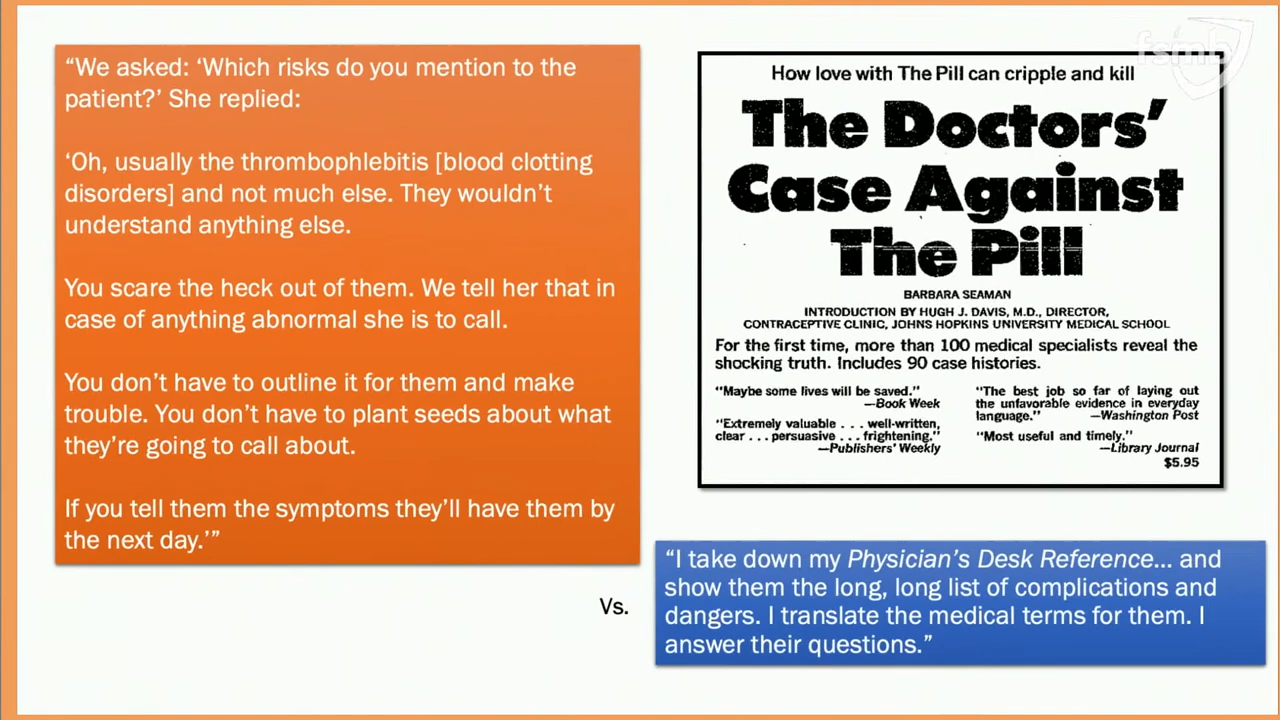 “We asked: ‘Which risks do you mention to the
patient?’ She replied:
‘Oh, usually the thrombophlebitis [blood clotting
disorders] and not much else. They wouldn’t
understand anything else.
You scare the heck out of them. We tell her that in
case of anything abnormal she is to call.
You don’t have to outline it for them and make
trouble. You don’t have to plant seeds about what
they’re going to call about.
If you tell them the symptoms they’ll have them by
the next day.’”
fsmb
How love with The Pill can cripple and kill
The Doctors’
Case Against
The Pill
BARBARA SEAMAN
INTRODUCTION BY HUGH J. DAVIS, M.D., DIRECTOR,
CONTRACEPTIVE CLINIC, JOHNS HOPKINS UNIVERSITY MEDICAL SCHOOL
For the first time, more than 100 medical specialists reveal the
shocking truth. Includes 90 case histories.
“Maybe some lives will be saved.”
—Book Week
“Extremely valuable . . . well-written,
clear . . . persuasive . . . frightening.”
—Publishers’ Weekly
“The best job so far of laying out
the unfavorable evidence in everyday
language.” —Washington Post
“Most useful and timely.”
—Library Journal
$5.95
Vs.
“I take down my Physician’s Desk Reference... and
show them the long, long list of complications and
dangers. I translate the medical terms for them. I
answer their questions.”